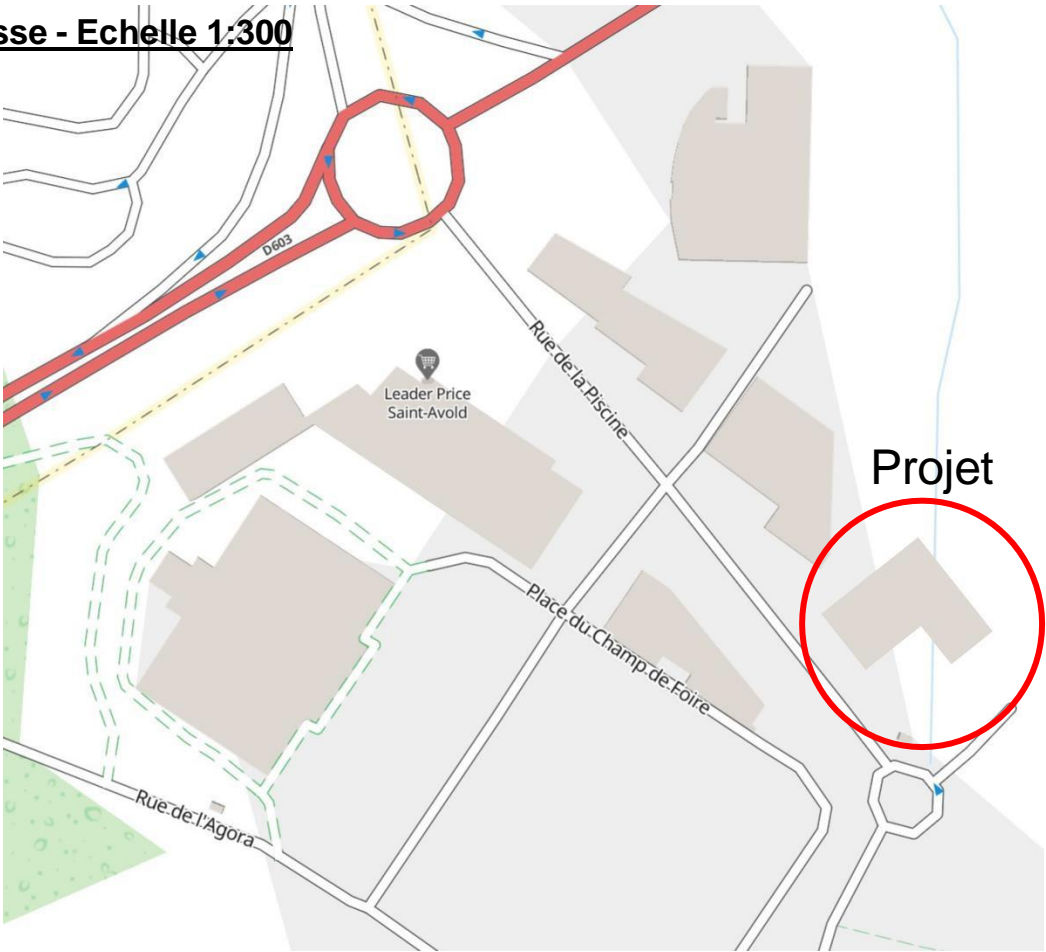 sse - Echelle 1:300
D603
Rue de la Piscine
Leader Price
Saint-Avold
Projet
Place du Champ de Foire
Rue de l'Agora